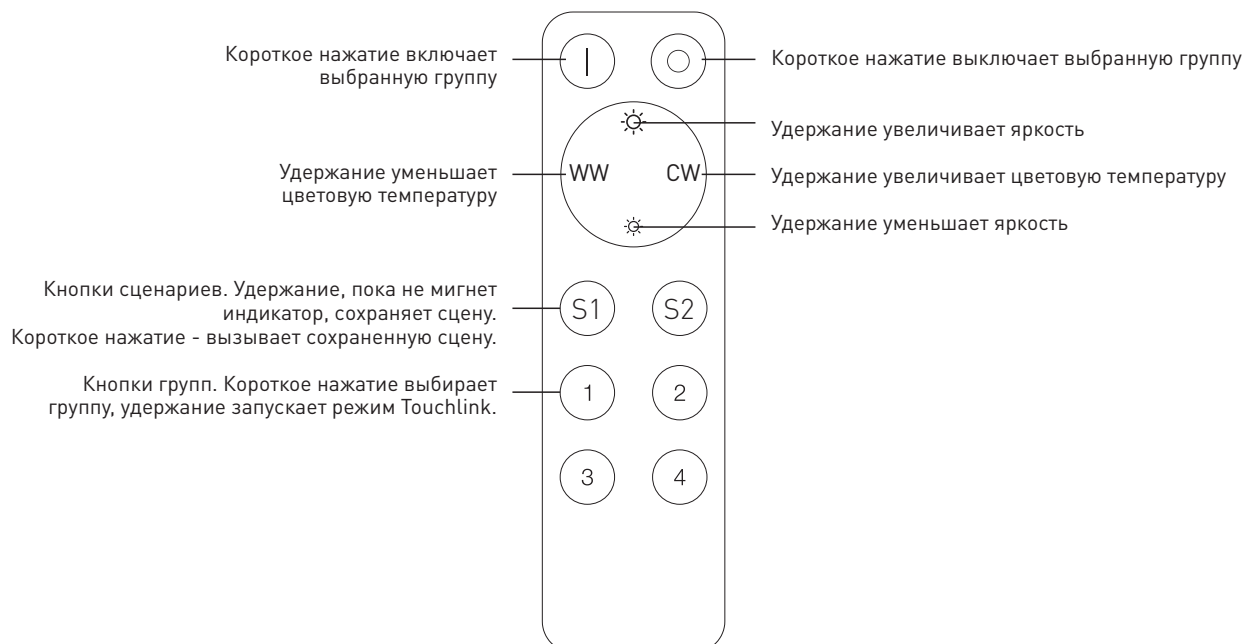 Короткое нажатие включает
выбранную группу
Короткое нажатие выключает выбранную группу
Удержание увеличивает яркость
Удержание уменьшает
цветовую температуру
WW
CW
Удержание увеличивает цветовую температуру
Удержание уменьшает яркость
Кнопки сценариев. Удержание, пока не мигнет
индикатор, сохраняет сцену.
Короткое нажатие - вызывает сохраненную сцену.
S1
S2
Кнопки групп. Короткое нажатие выбирает
группу, удержание запускает режим Touchlink.
1
2
3
4